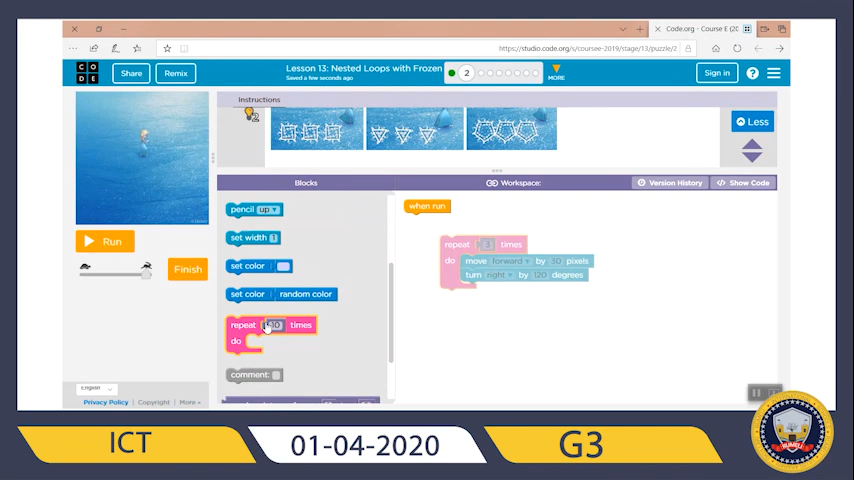 Code.org - Course E (20
https://studio.code.org/s/coursee-2019/stage/13/puzzle/2
C O
D E
Share
Remix
Lesson 13: Nested Loops with Frozen
Saved a few seconds ago
2
MORE
Sign in
?
Instructions
2
Less
Blocks
Workspace:
Version History
</> Show Code
Run
Finish
pencil up
set width 1
set color
set color random color
repeat 10 times
do
comment:
when run
repeat 3 times
do move forward by 30 pixels
turn right by 120 degrees
English
Privacy Policy | Copyright | More
ICT
01-04-2020
G3